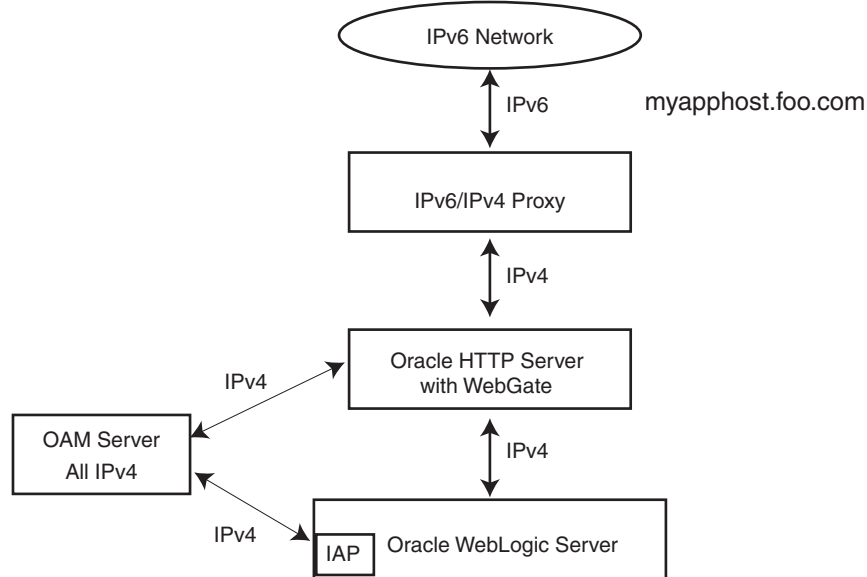 IPv6 Network
IPv6
myapphost.foo.com
IPv6/IPv4 Proxy
IPv4
Oracle HTTP Server
with WebGate
IPv4
OAM Server
All IPv4
IPv4
IPv4
IAP
Oracle WebLogic Server